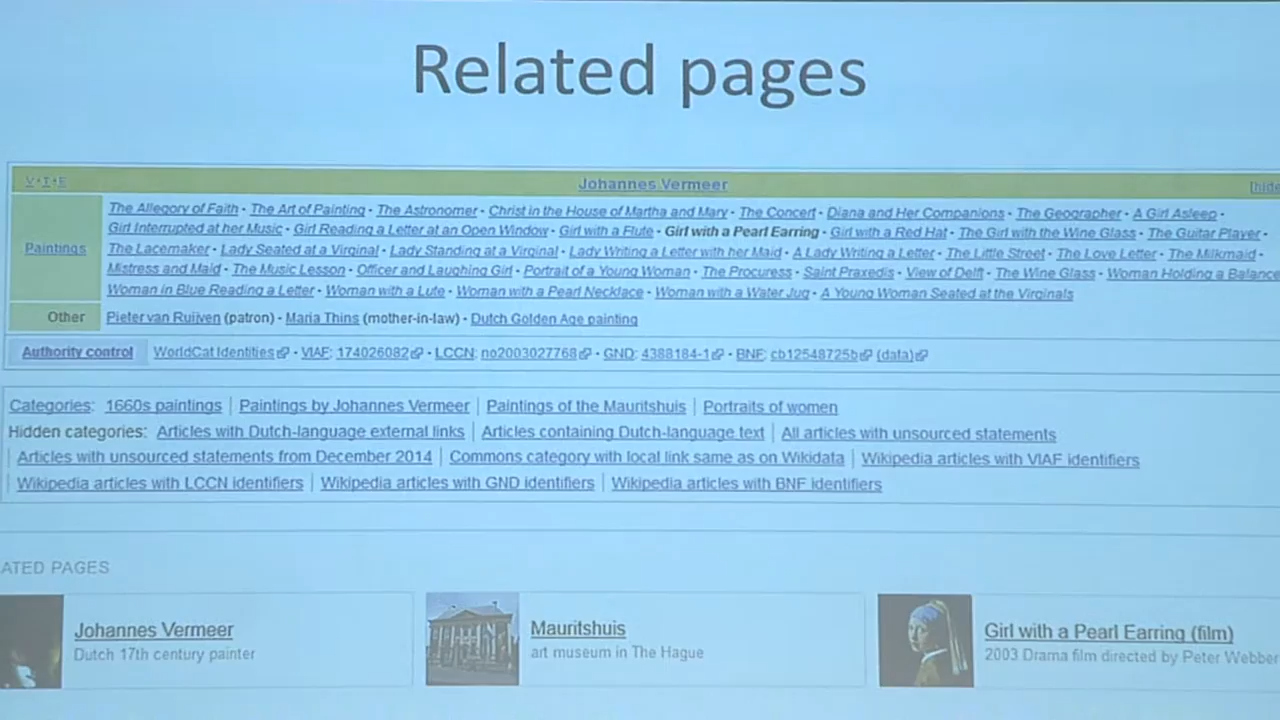 Related pages
V · T · E
Johannes Vermeer
[hide
Paintings
The Allegory of Faith · The Art of Painting · The Astronomer · Christ in the House of Martha and Mary · The Concert · Diana and Her Companions · The Geographer · A Girl Asleep ·
Girl Interrupted at her Music · Girl Reading a Letter at an Open Window · Girl with a Flute · Girl with a Pearl Earring · Girl with a Red Hat · The Girl with the Wine Glass · The Guitar Player ·
The Lacemaker · Lady Seated at a Virginal · Lady Standing at a Virginal · Lady Writing a Letter with her Maid · A Lady Writing a Letter · The Little Street · The Love Letter · The Milkmaid ·
Mistress and Maid · The Music Lesson · Officer and Laughing Girl · Portrait of a Young Woman · The Procuress · Saint Praxedis · View of Delft · The Wine Glass · Woman Holding a Balance
Woman in Blue Reading a Letter · Woman with a Lute · Woman with a Pearl Necklace · Woman with a Water Jug · A Young Woman Seated at the Virginals
Other
Pieter van Ruijven (patron) · Maria Thins (mother-in-law) · Dutch Golden Age painting
Authority control
WorldCat Identities · VIAF: 174026082 · LCCN: no2003027768 · GND: 4388184-1 · BNF: cb12548725b (data)
Categories: 1660s paintings | Paintings by Johannes Vermeer | Paintings of the Mauritshuis | Portraits of women
Hidden categories: Articles with Dutch-language external links | Articles containing Dutch-language text | All articles with unsourced statements
| Articles with unsourced statements from December 2014 | Commons category with local link same as on Wikidata | Wikipedia articles with VIAF identifiers
| Wikipedia articles with LCCN identifiers | Wikipedia articles with GND identifiers | Wikipedia articles with BNF identifiers
ATED PAGES
Johannes Vermeer
Dutch 17th century painter
Mauritshuis
art museum in The Hague
Girl with a Pearl Earring (film)
2003 Drama film directed by Peter Webber